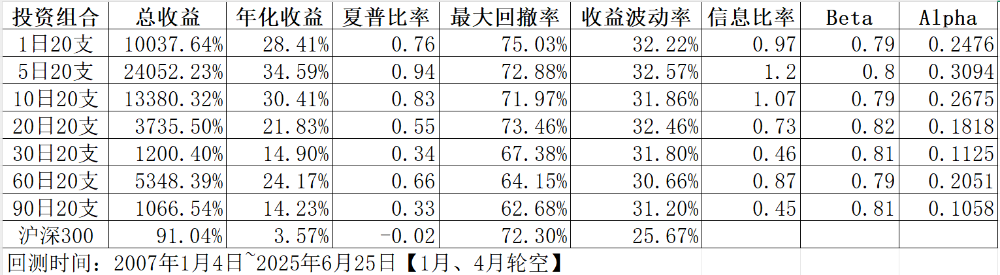 投资组合 总收益 年化收益 夏普比率 最大回撤率 收益波动率 信息比率 Beta Alpha
1日20支 10037.64% 28.41% 0.76 75.03% 32.22% 0.97 0.79 0.2476
5日20支 24052.23% 34.59% 0.94 72.88% 32.57% 1.2 0.8 0.3094
10日20支 13380.32% 30.41% 0.83 71.97% 31.86% 1.07 0.79 0.2675
20日20支 3735.50% 21.83% 0.55 73.46% 32.46% 0.73 0.82 0.1818
30日20支 1200.40% 14.90% 0.34 67.38% 31.80% 0.46 0.81 0.1125
60日20支 5348.39% 24.17% 0.66 64.15% 30.66% 0.87 0.79 0.2051
90日20支 1066.54% 14.23% 0.33 62.68% 31.20% 0.45 0.81 0.1058
沪深300 91.04% 3.57% -0.02 72.30% 25.67%
回测时间：2007年1月4日~2025年6月25日【1月、4月轮空】